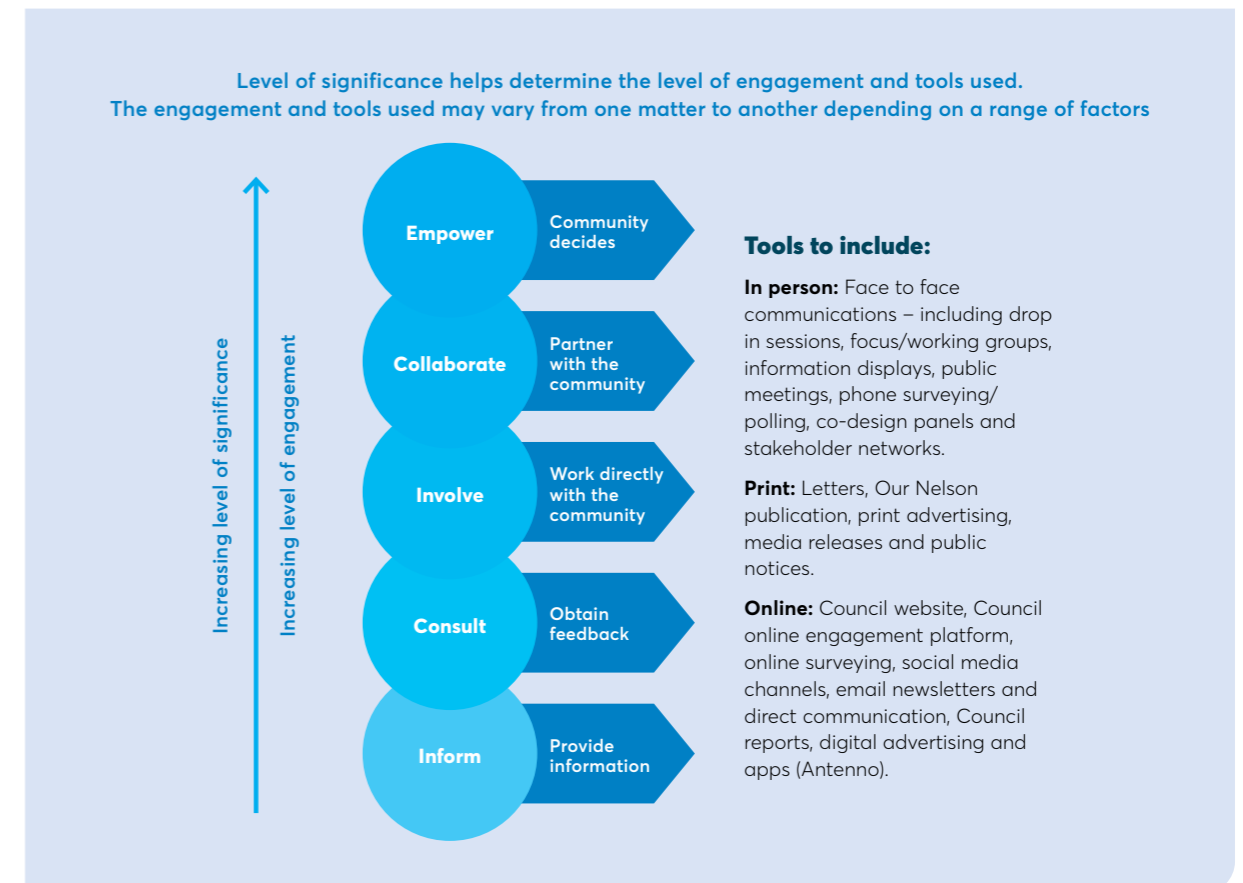 Level of significance helps determine the level of engagement and tools used.
The engagement and tools used may vary from one matter to another depending on a range of factors
Increasing level of significance
Increasing level of engagement
Empower
Community
decides
Collaborate
Partner
with the
community
Involve
Work directly
with the
community
Consult
Obtain
feedback
Inform
Provide
information
Tools to include:
In person: Face to face
communications – including drop
in sessions, focus/working groups,
information displays, public
meetings, phone surveying/
polling, co-design panels and
stakeholder networks.
Print: Letters, Our Nelson
publication, print advertising,
media releases and public
notices.
Online: Council website, Council
online engagement platform,
online surveying, social media
channels, email newsletters and
direct communication, Council
reports, digital advertising and
apps (Antenno).